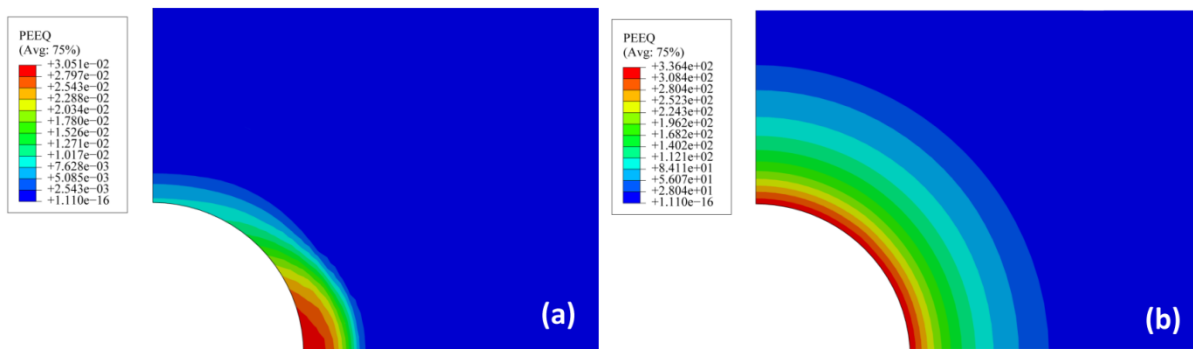 PEEQ
(Avg: 75%)
+3.051e−02
+2.797e−02
+2.543e−02
+2.288e−02
+2.034e−02
+1.780e−02
+1.526e−02
+1.271e−02
+1.017e−02
+7.628e−03
+5.085e−03
+2.543e−03
+1.110e−16
(a)
PEEQ
(Avg: 75%)
+3.364e+02
+3.084e+02
+2.804e+02
+2.523e+02
+2.243e+02
+1.962e+02
+1.682e+02
+1.402e+02
+1.121e+02
+8.411e+01
+5.607e+01
+2.804e+01
+1.110e−16
(b)